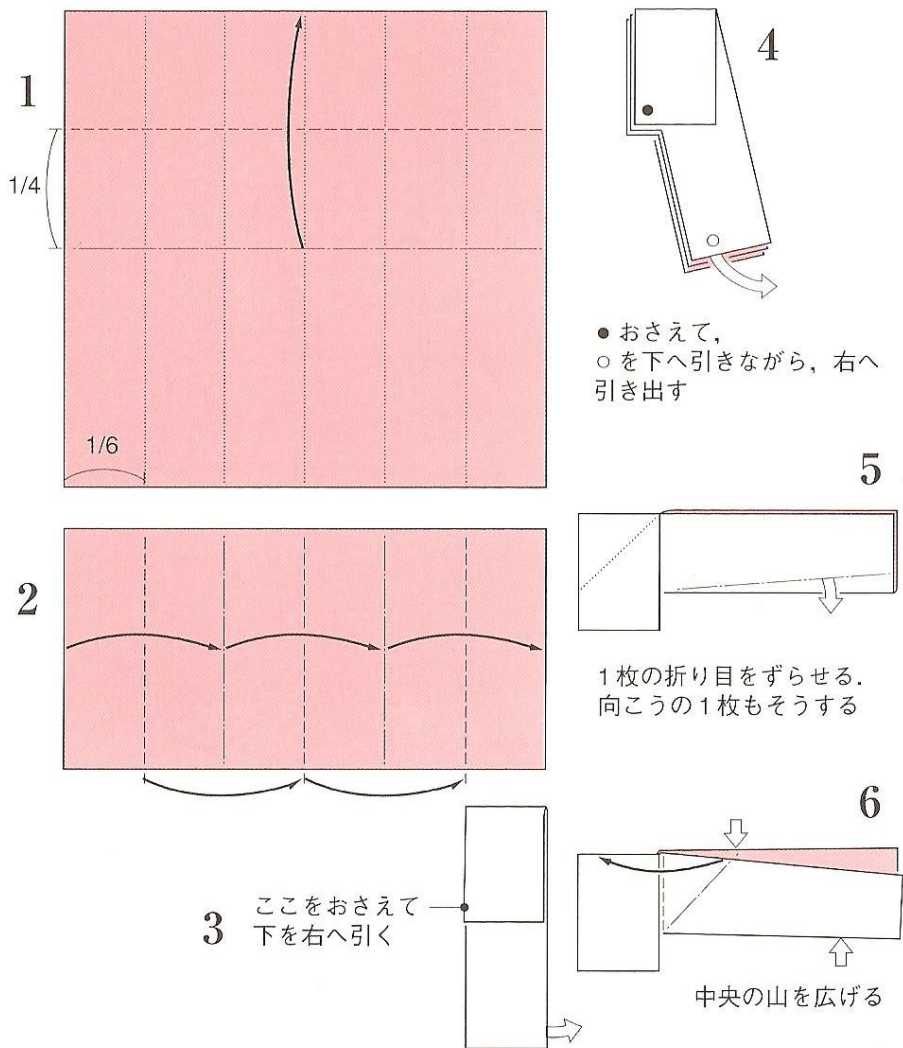 1
1/4
1/6
2
3
ここをおさえて
下を右へ引く
4
● おさえて，
○ を下へ引きながら，右へ
引き出す
5
1枚の折り目をずらせる．
向こうの1枚もそうする
6
中央の山を広げる